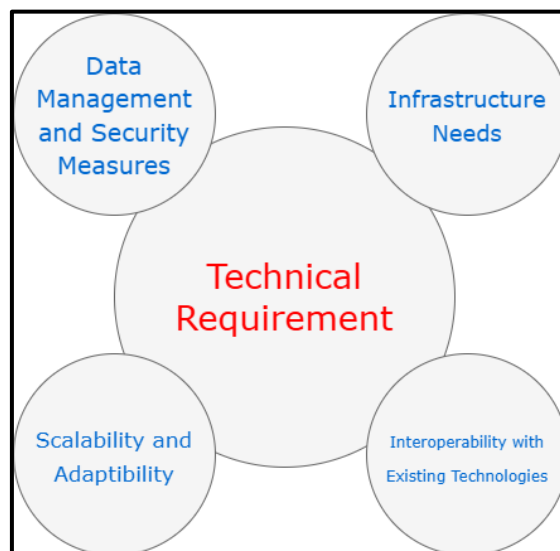 Data
Management
and Security
Measures
Infrastructure
Needs
Technical
Requirement
Scalability and
Adaptibility
Interoperability with
Existing Technologies